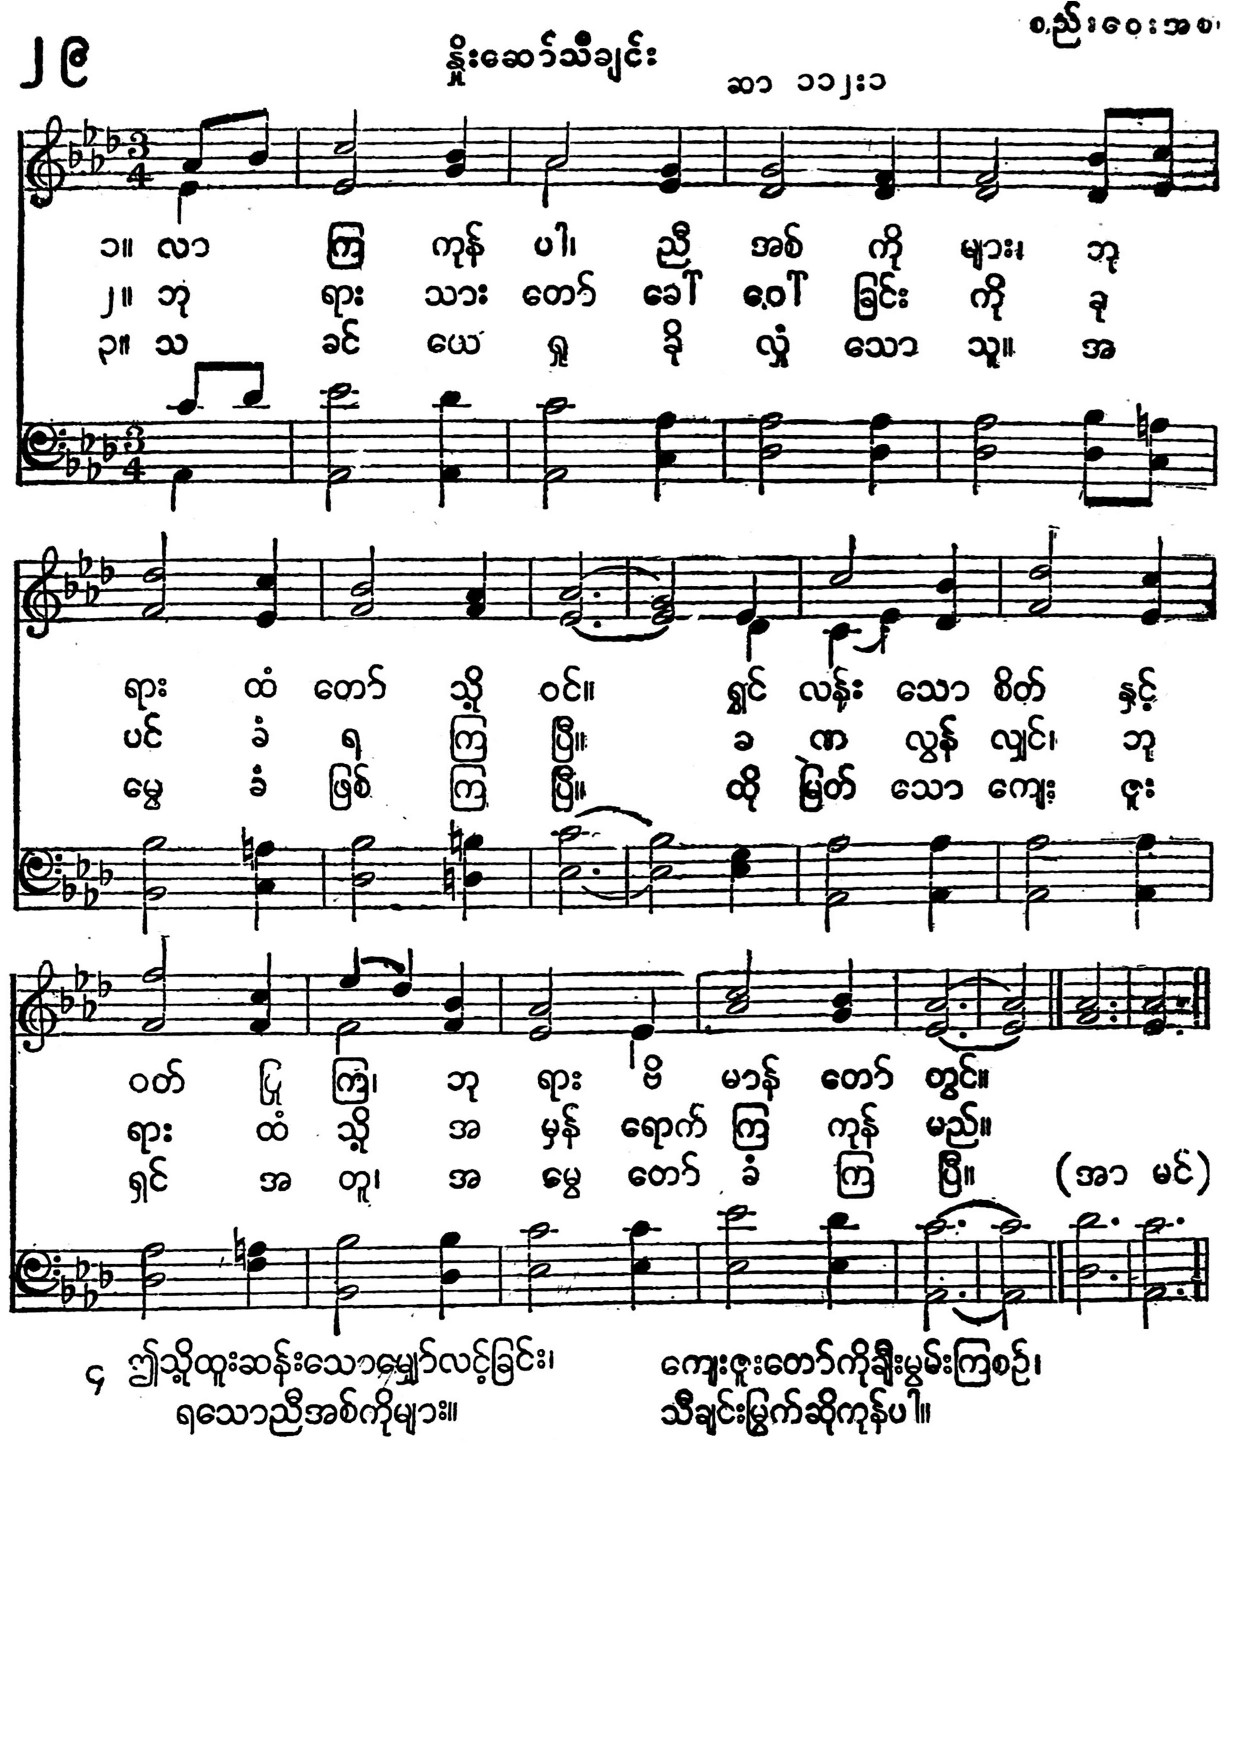 ၂၉
စည်းဝေးအစ
နှိုးဆော်သီချင်း
ဆာ ၁၁၂း၁
၁။ လာ ကြ ကုန် ပါ၊ ညီ အစ် ကို များ၊ ဘု
၂။ ဘု ရား သား တော် ခေါ် ဝေါ် ခြင်း ကို ခု
၃။ သ ခင် ယေ ရှု ခို လှုံ သော သူ။ အ
ရား ထံ တော် သို့ ဝင်။ ရွှင် လန်း သော စိတ် နှင့်
ပင် ခံ ရ ကြ ပြီ။ ခ ဏ လွန် လျှင်၊ ဘု
မွေ ခံ ဖြစ် ကြ ပြီ။ ထို မြတ် သော ကျေး ဇူး
ဝတ် ပြု ကြ၊ ဘု ရား ဗိ မာန် တော် တွင်။
ရား ထံ သို့ အ မှန် ရောက် ကြ ကုန် မည်။
ရှင် အ တူ၊ အ မွေ တော် ခံ ကြ ပြီ။ (အာ မင်)
၄ ဤသို့ထူးဆန်းသောမျှော်လင့်ခြင်း၊ ကျေးဇူးတော်ကိုချီးမွမ်းကြစဉ်၊
ရသောညီအစ်ကိုများ။ သီချင်းမြွက်ဆိုကုန်ပါ။